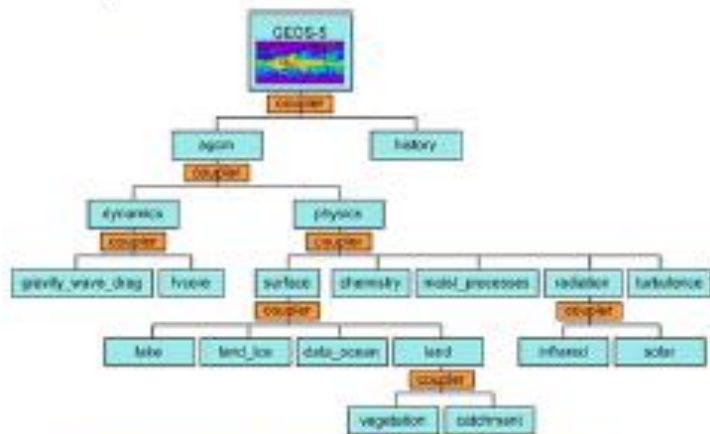 GEOS-5
coupler
agcm
history
coupler
dynamics
physics
coupler
coupler
gravity_wave_drag
fvcore
surface
chemistry
moist_processes
radiation
turbulence
coupler
coupler
lake
land_ice
data_ocean
land
infrared
solar
coupler
vegetation
catchment